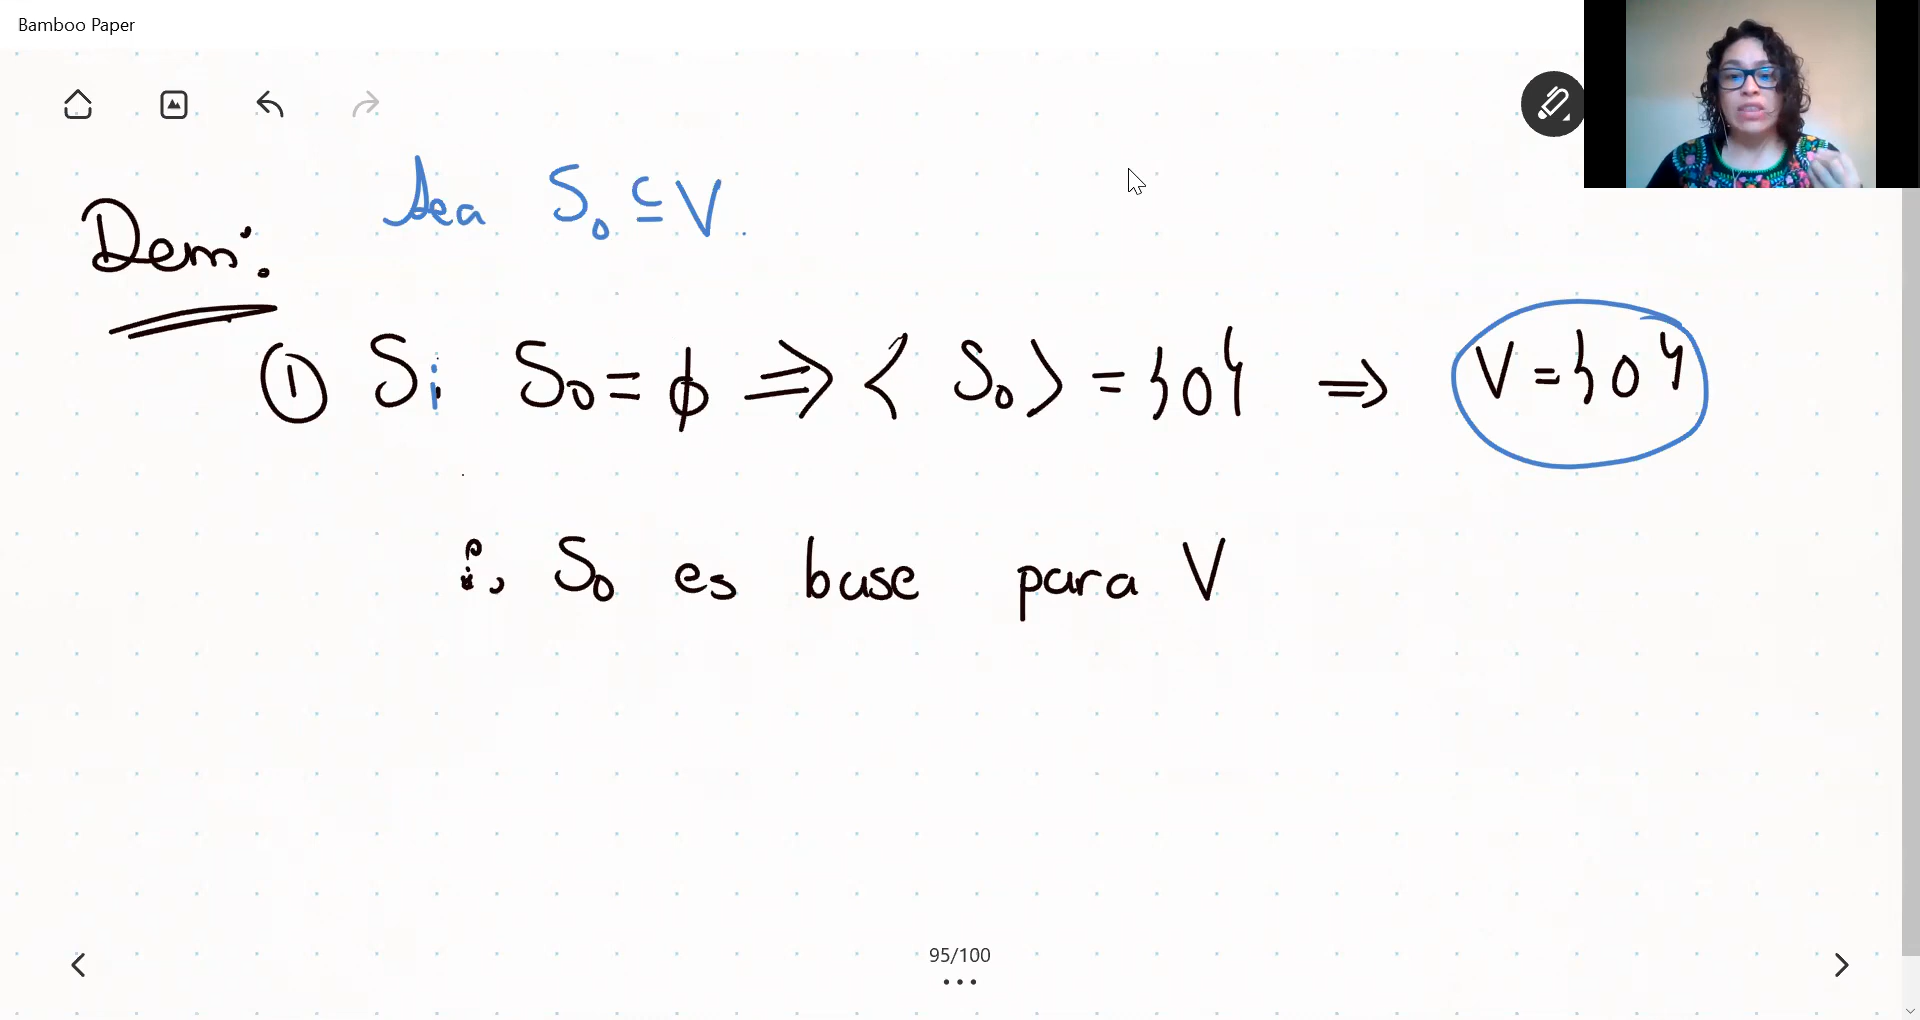 Bamboo Paper
Sea S₀ ⊆ V.
Dem:
① Si S₀ = ϕ ⇒ ⟨ S₀ ⟩ = {0} ⇒ V = {0}
∴, S₀ es base para V
95/100